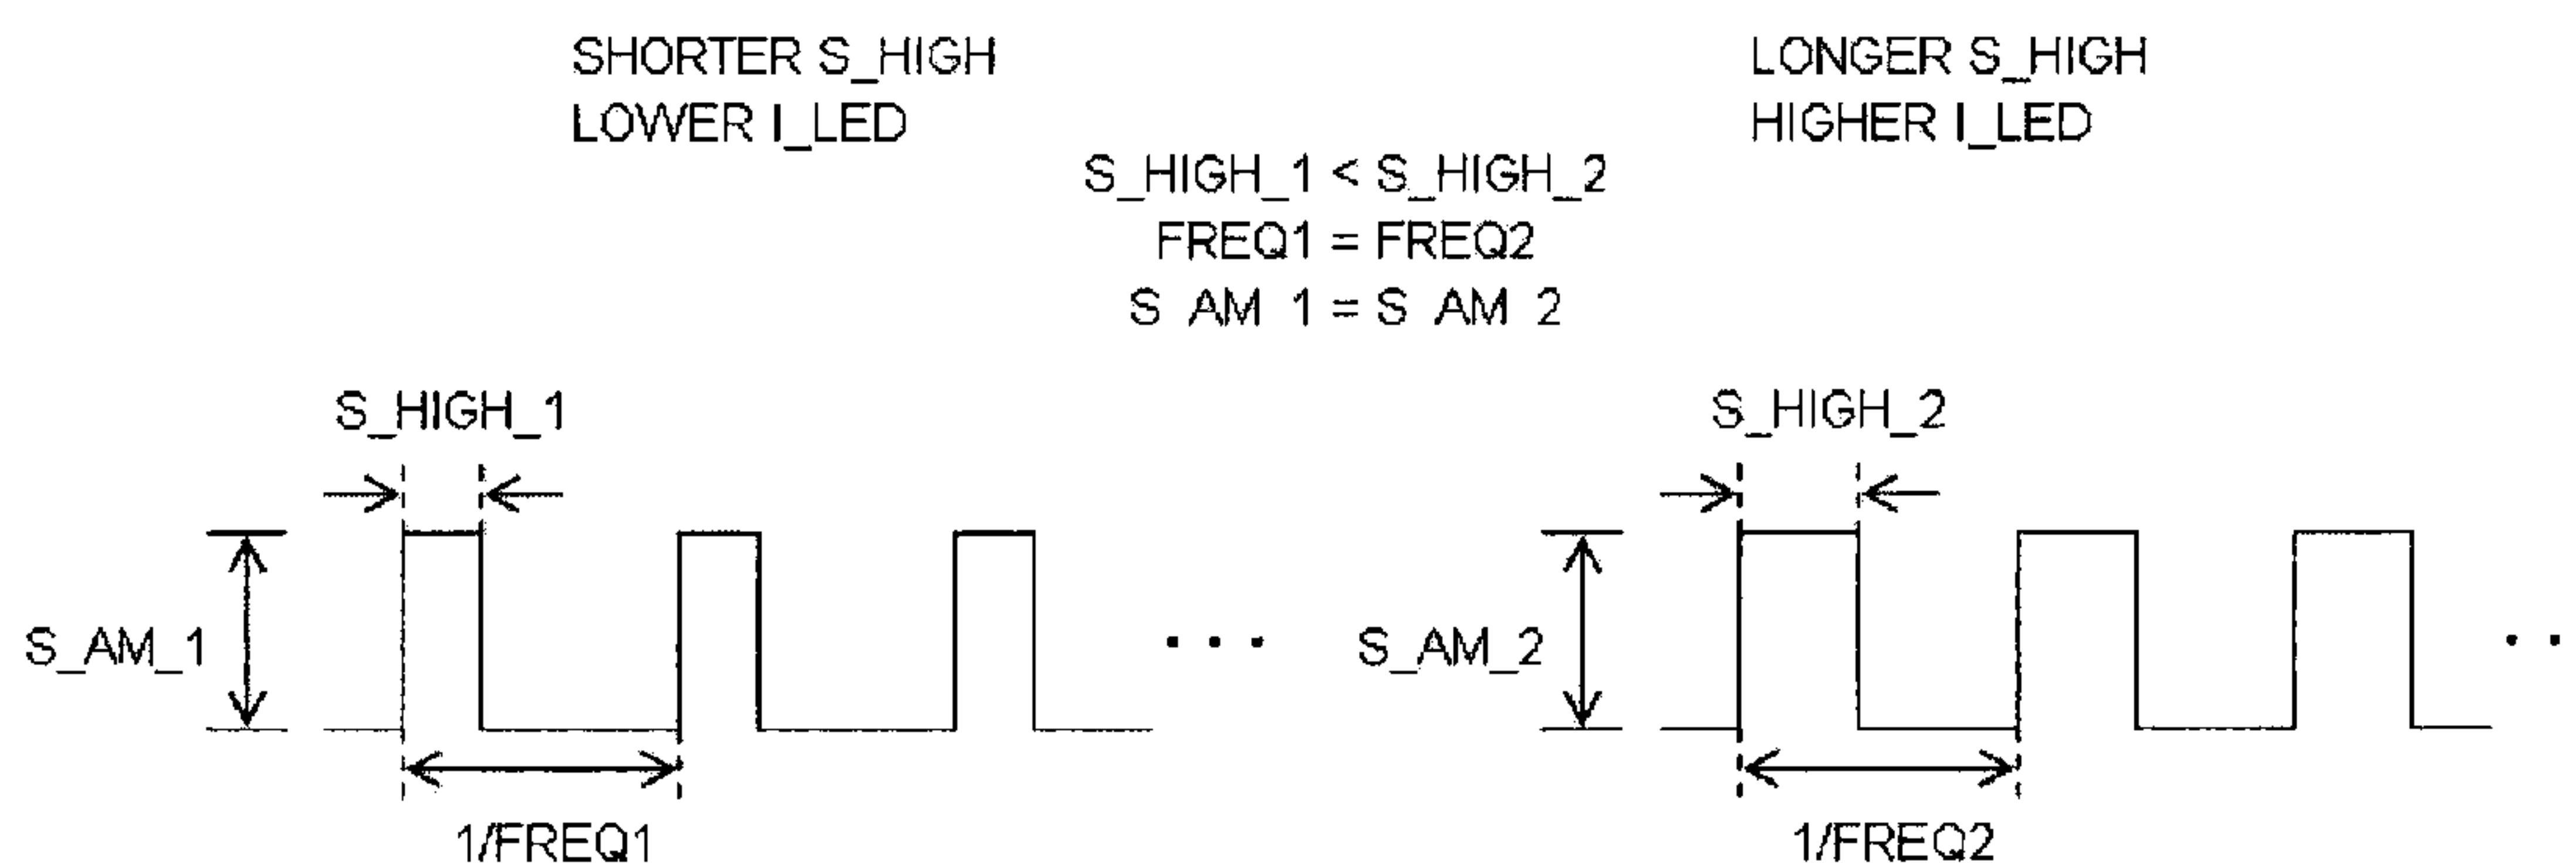 SHORTER S_HIGH
LOWER I_LED
LONGER S_HIGH
HIGHER I_LED
S_HIGH_1 < S_HIGH_2
FREQ1 = FREQ2
S AM 1 = S AM 2
S_HIGH_1
S_HIGH_2
S_AM_1
. . .
S_AM_2
. .
1/FREQ1
1/FREQ2